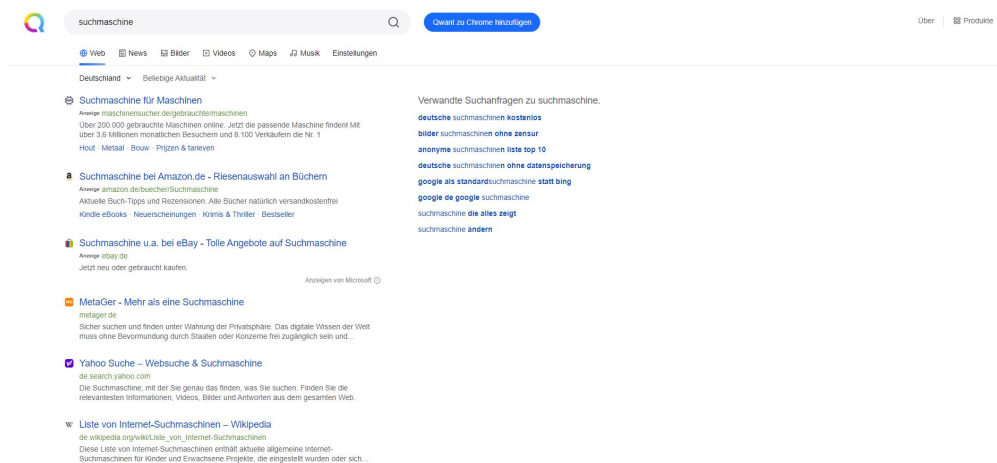 suchmaschine
Qwant zu Chrome hinzufügen
Über
Produkte
Web
News
Bilder
Videos
Maps
Musik
Einstellungen
Deutschland
Beliebige Aktualität
Suchmaschine für Maschinen
Anzeige maschinensucher.de/gebrauchte/maschinen
Über 200.000 gebrauchte Maschinen online. Jetzt die passende Maschine finden! Mit
über 3,6 Millionen monatlichen Besuchern und 8.100 Verkäufern die Nr. 1
Hout · Metaal · Bouw · Prijzen & tarieven
Suchmaschine bei Amazon.de - Riesenauswahl an Büchern
Anzeige amazon.de/buecher/Suchmaschine
Aktuelle Buch-Tipps und Rezensionen. Alle Bücher natürlich versandkostenfrei
Kindle eBooks · Neuerscheinungen · Krimis & Thriller · Bestseller
Suchmaschine u.a. bei eBay - Tolle Angebote auf Suchmaschine
Anzeige ebay.de
Jetzt neu oder gebraucht kaufen.
Anzeigen von Microsoft
MetaGer - Mehr als eine Suchmaschine
metager.de
Sicher suchen und finden unter Wahrung der Privatsphäre. Das digitale Wissen der Welt
muss ohne Bevormundung durch Staaten oder Konzerne frei zugänglich sein und...
Yahoo Suche – Websuche & Suchmaschine
de.search.yahoo.com
Die Suchmaschine, mit der Sie genau das finden, was Sie suchen. Finden Sie die
relevantesten Informationen, Videos, Bilder und Antworten aus dem gesamten Web.
Liste von Internet-Suchmaschinen – Wikipedia
de.wikipedia.org/wiki/Liste_von_Internet-Suchmaschinen
Diese Liste von Internet-Suchmaschinen enthält aktuelle allgemeine Internet-
Suchmaschinen für Kinder und Erwachsene.Projekte, die eingestellt wurden oder sich...
Verwandte Suchanfragen zu suchmaschine.
deutsche suchmaschinen kostenlos
bilder suchmaschinen ohne zensur
anonyme suchmaschinen liste top 10
deutsche suchmaschinen ohne datenspeicherung
google als standardsuchmaschine statt bing
google de google suchmaschine
suchmaschine die alles zeigt
suchmaschine ändern